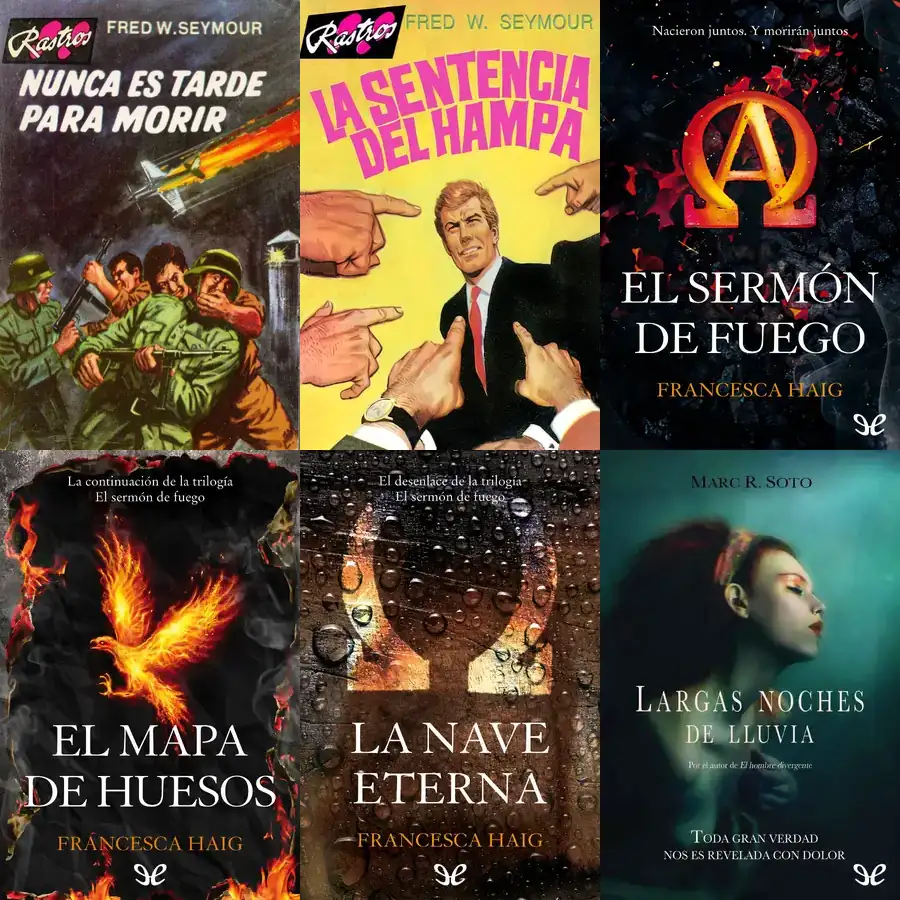 Rastros
FRED W. SEYMOUR
NUNCA ES TARDE
PARA MORIR
Rastros
FRED W. SEYMOUR
LA SENTENCIA
DEL HAMPA
Nacieron juntos. Y morirán juntos
EL SERMÓN
DE FUEGO
FRANCESCA HAIG
La continuación de la trilogía
El sermón de fuego
EL MAPA
DE HUESOS
FRANCESCA HAIG
El desenlace de la trilogía
El sermón de fuego
LA NAVE
ETERNA
FRANCESCA HAIG
MARC R. SOTO
LARGAS NOCHES
DE LLUVIA
Por el autor de El hombre divergente
TODA GRAN VERDAD
NOS ES REVELADA CON DOLOR